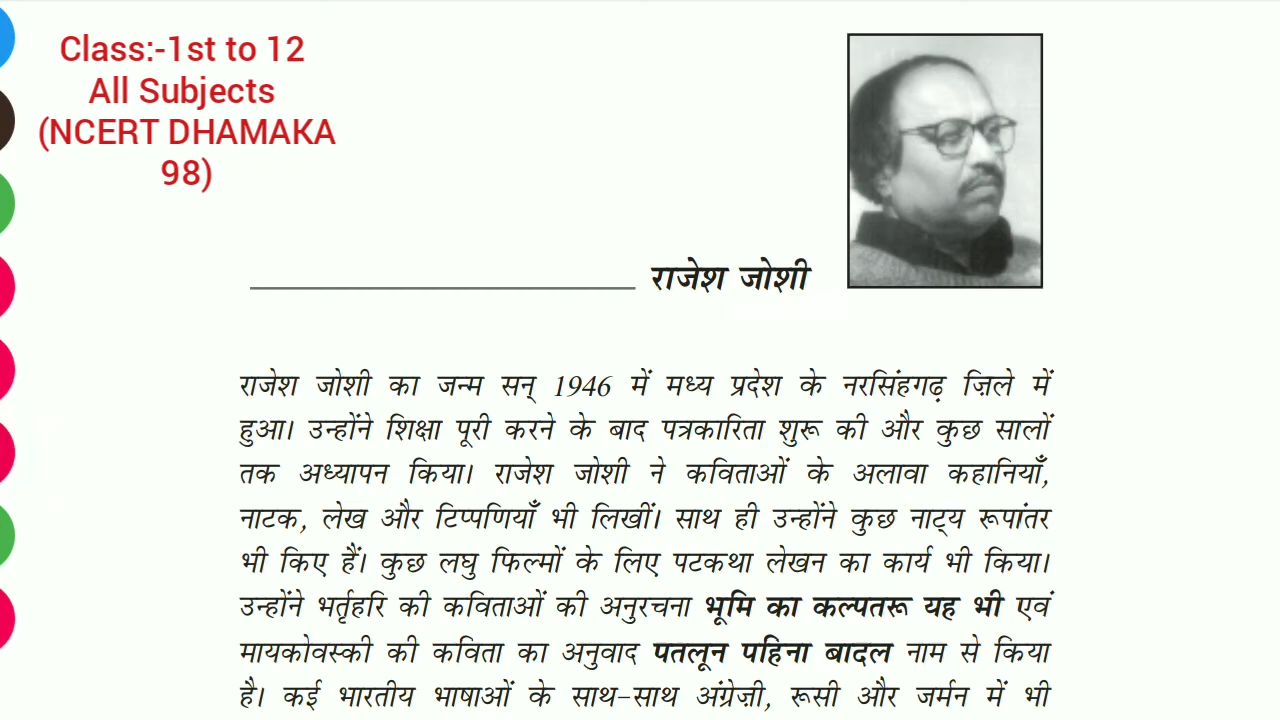 Class:-1st to 12
All Subjects
(NCERT DHAMAKA
98)
राजेश जोशी
राजेश जोशी का जन्म सन् 1946 में मध्य प्रदेश के नरसिंहगढ़ ज़िले में
हुआ। उन्होंने शिक्षा पूरी करने के बाद पत्रकारिता शुरू की और कुछ सालों
तक अध्यापन किया। राजेश जोशी ने कविताओं के अलावा कहानियाँ,
नाटक, लेख और टिप्पणियाँ भी लिखीं। साथ ही उन्होंने कुछ नाट्य रूपांतर
भी किए हैं। कुछ लघु फिल्मों के लिए पटकथा लेखन का कार्य भी किया।
उन्होंने भर्तृहरि की कविताओं की अनुरचना भूमि का कल्पतरू यह भी एवं
मायकोवस्की की कविता का अनुवाद पतलून पहिना बादल नाम से किया
है। कई भारतीय भाषाओं के साथ-साथ अंग्रेज़ी, रूसी और जर्मन में भी